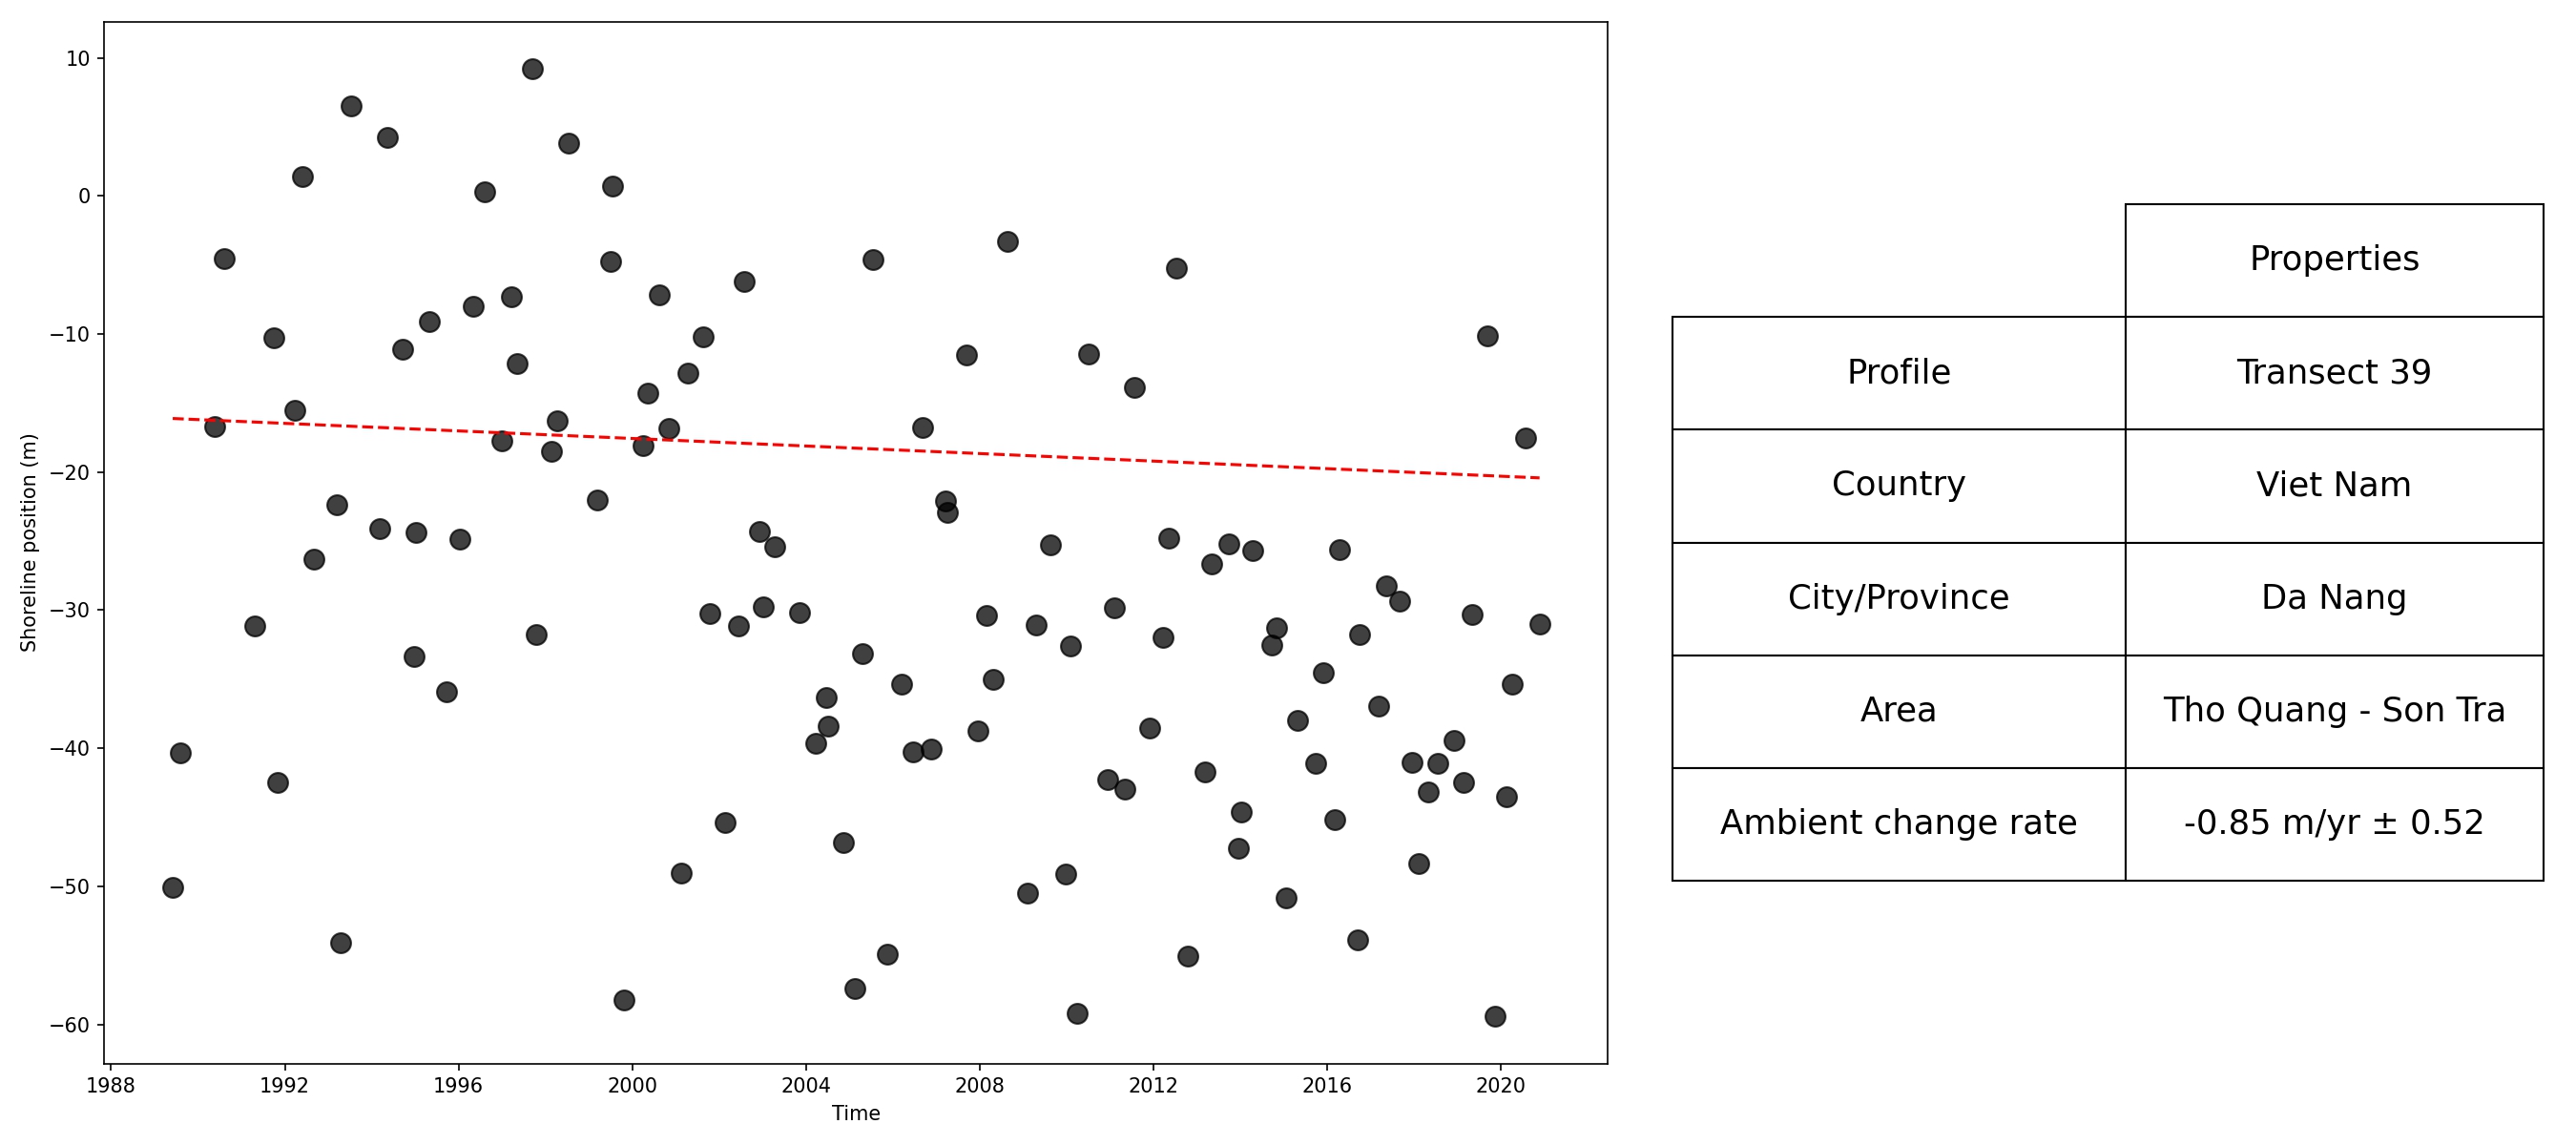 10
0
−10
−20
−30
−40
−50
−60
Shoreline position (m)
1988 1992 1996 2000 2004 2008 2012 2016 2020
Time
Properties
Profile Transect 39
Country Viet Nam
City/Province Da Nang
Area Tho Quang - Son Tra
Ambient change rate -0.85 m/yr ± 0.52